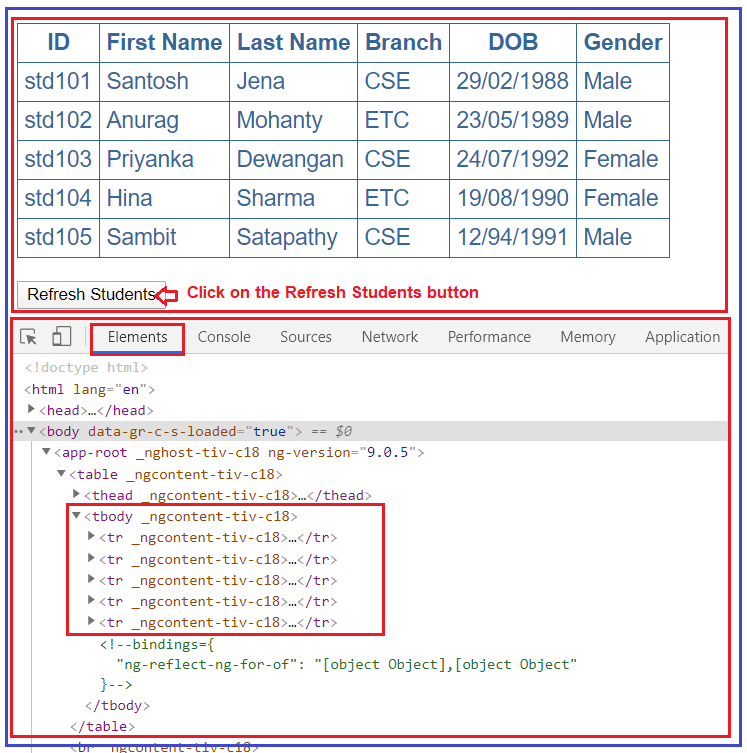 ID First Name Last Name Branch DOB Gender
std101 Santosh Jena CSE 29/02/1988 Male
std102 Anurag Mohanty ETC 23/05/1989 Male
std103 Priyanka Dewangan CSE 24/07/1992 Female
std104 Hina Sharma ETC 19/08/1990 Female
std105 Sambit Satapathy CSE 12/94/1991 Male
Refresh Students Click on the Refresh Students button
Elements Console Sources Network Performance Memory Application
<!doctype html>
<html lang="en">
<head>…</head>
<body data-gr-c-s-loaded="true"> == $0
<app-root _nghost-tiv-c18 ng-version="9.0.5">
<table _ngcontent-tiv-c18>
<thead _ngcontent-tiv-c18>…</thead>
<tbody _ngcontent-tiv-c18>
<tr _ngcontent-tiv-c18>…</tr>
<tr _ngcontent-tiv-c18>…</tr>
<tr _ngcontent-tiv-c18>…</tr>
<tr _ngcontent-tiv-c18>…</tr>
<tr _ngcontent-tiv-c18>…</tr>
<!--bindings={
"ng-reflect-ng-for-of": "[object Object],[object Object"
}-->
</tbody>
</table>
<br _ngcontent-tiv-c18>